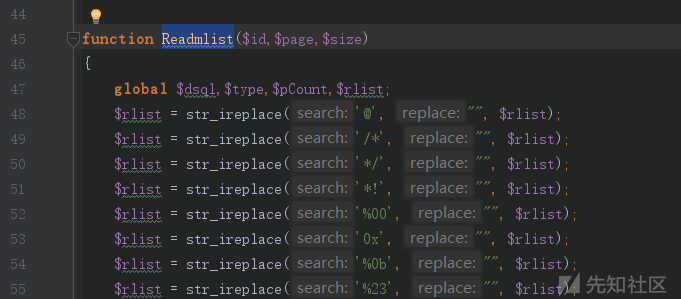 44
45 function Readmlist($id,$page,$size)
46 {
47 global $dsql,$type,$pCount,$rlist;
48 $rlist = str_ireplace( search: '@', replace: "", $rlist);
49 $rlist = str_ireplace( search: '/*', replace: "", $rlist);
50 $rlist = str_ireplace( search: '*/', replace: "", $rlist);
51 $rlist = str_ireplace( search: '*!', replace: "", $rlist);
52 $rlist = str_ireplace( search: '%00', replace: "", $rlist);
53 $rlist = str_ireplace( search: '0x', replace: "", $rlist);
54 $rlist = str_ireplace( search: '%0b', replace: "", $rlist);
55 $rlist = str_ireplace( search: '%23', replace: "", $rlist);
先知社区